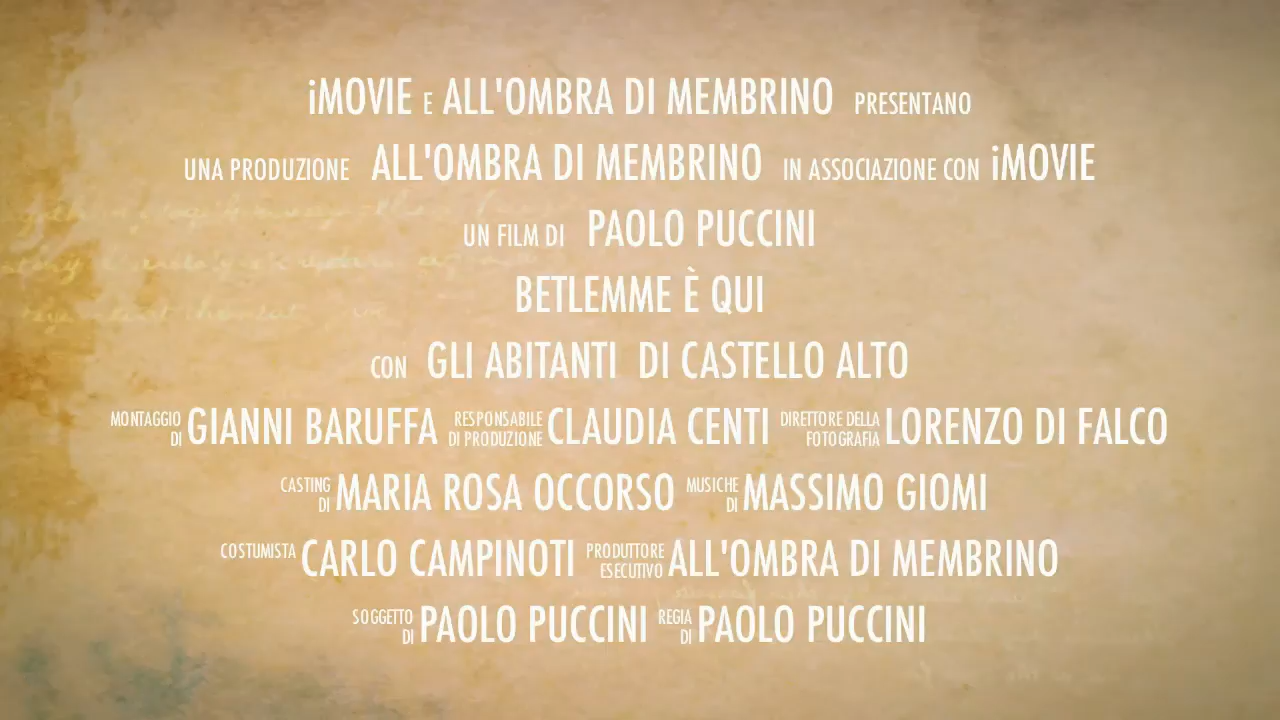 iMOVIE E ALL'OMBRA DI MEMBRINO PRESENTANO
UNA PRODUZIONE ALL'OMBRA DI MEMBRINO IN ASSOCIAZIONE CON iMOVIE
UN FILM DI PAOLO PUCCINI
BETLEMME È QUI
CON GLI ABITANTI DI CASTELLO ALTO
MONTAGGIO DI GIANNI BARUFFA RESPONSABILE DI PRODUZIONE CLAUDIA CENTI DIRETTORE DELLA FOTOGRAFIA LORENZO DI FALCO
CASTING DI MARIA ROSA OCCORSO MUSICHE DI MASSIMO GIOMI
COSTUMISTA CARLO CAMPINOTI PRODUTTORE ESECUTIVO ALL'OMBRA DI MEMBRINO
SOGGETTO DI PAOLO PUCCINI REGIA DI PAOLO PUCCINI